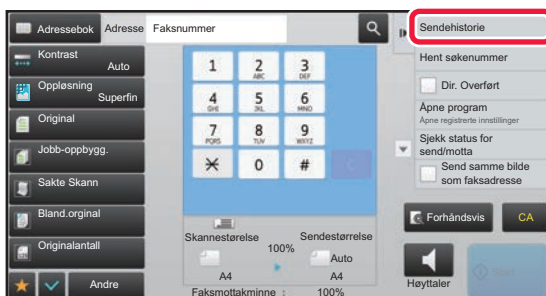 Adressebok
Adresse
Faksnummer
Kontrast
Auto
Oppløsning
Superfin
Original
Jobb-oppbygg.
Sakte Skann
Bland.orginal
Originalantall
Andre
1
2
ABC
3
DEF
4
GHI
5
JKL
6
MNO
7
PQRS
8
TUV
9
WXYZ
0
#
C
Skannestørelse
100%
Sendestørrelse
Auto
A4
A4
Faksmottakminne : 100%
Sendehistorie
Hent søkenummer
Dir. Overført
Åpne program
Åpne registrerte innstillinger
Sjekk status for
send/motta
Send samme bilde
som faksadresse
Forhåndsvis
CA
Høyttaler
Start